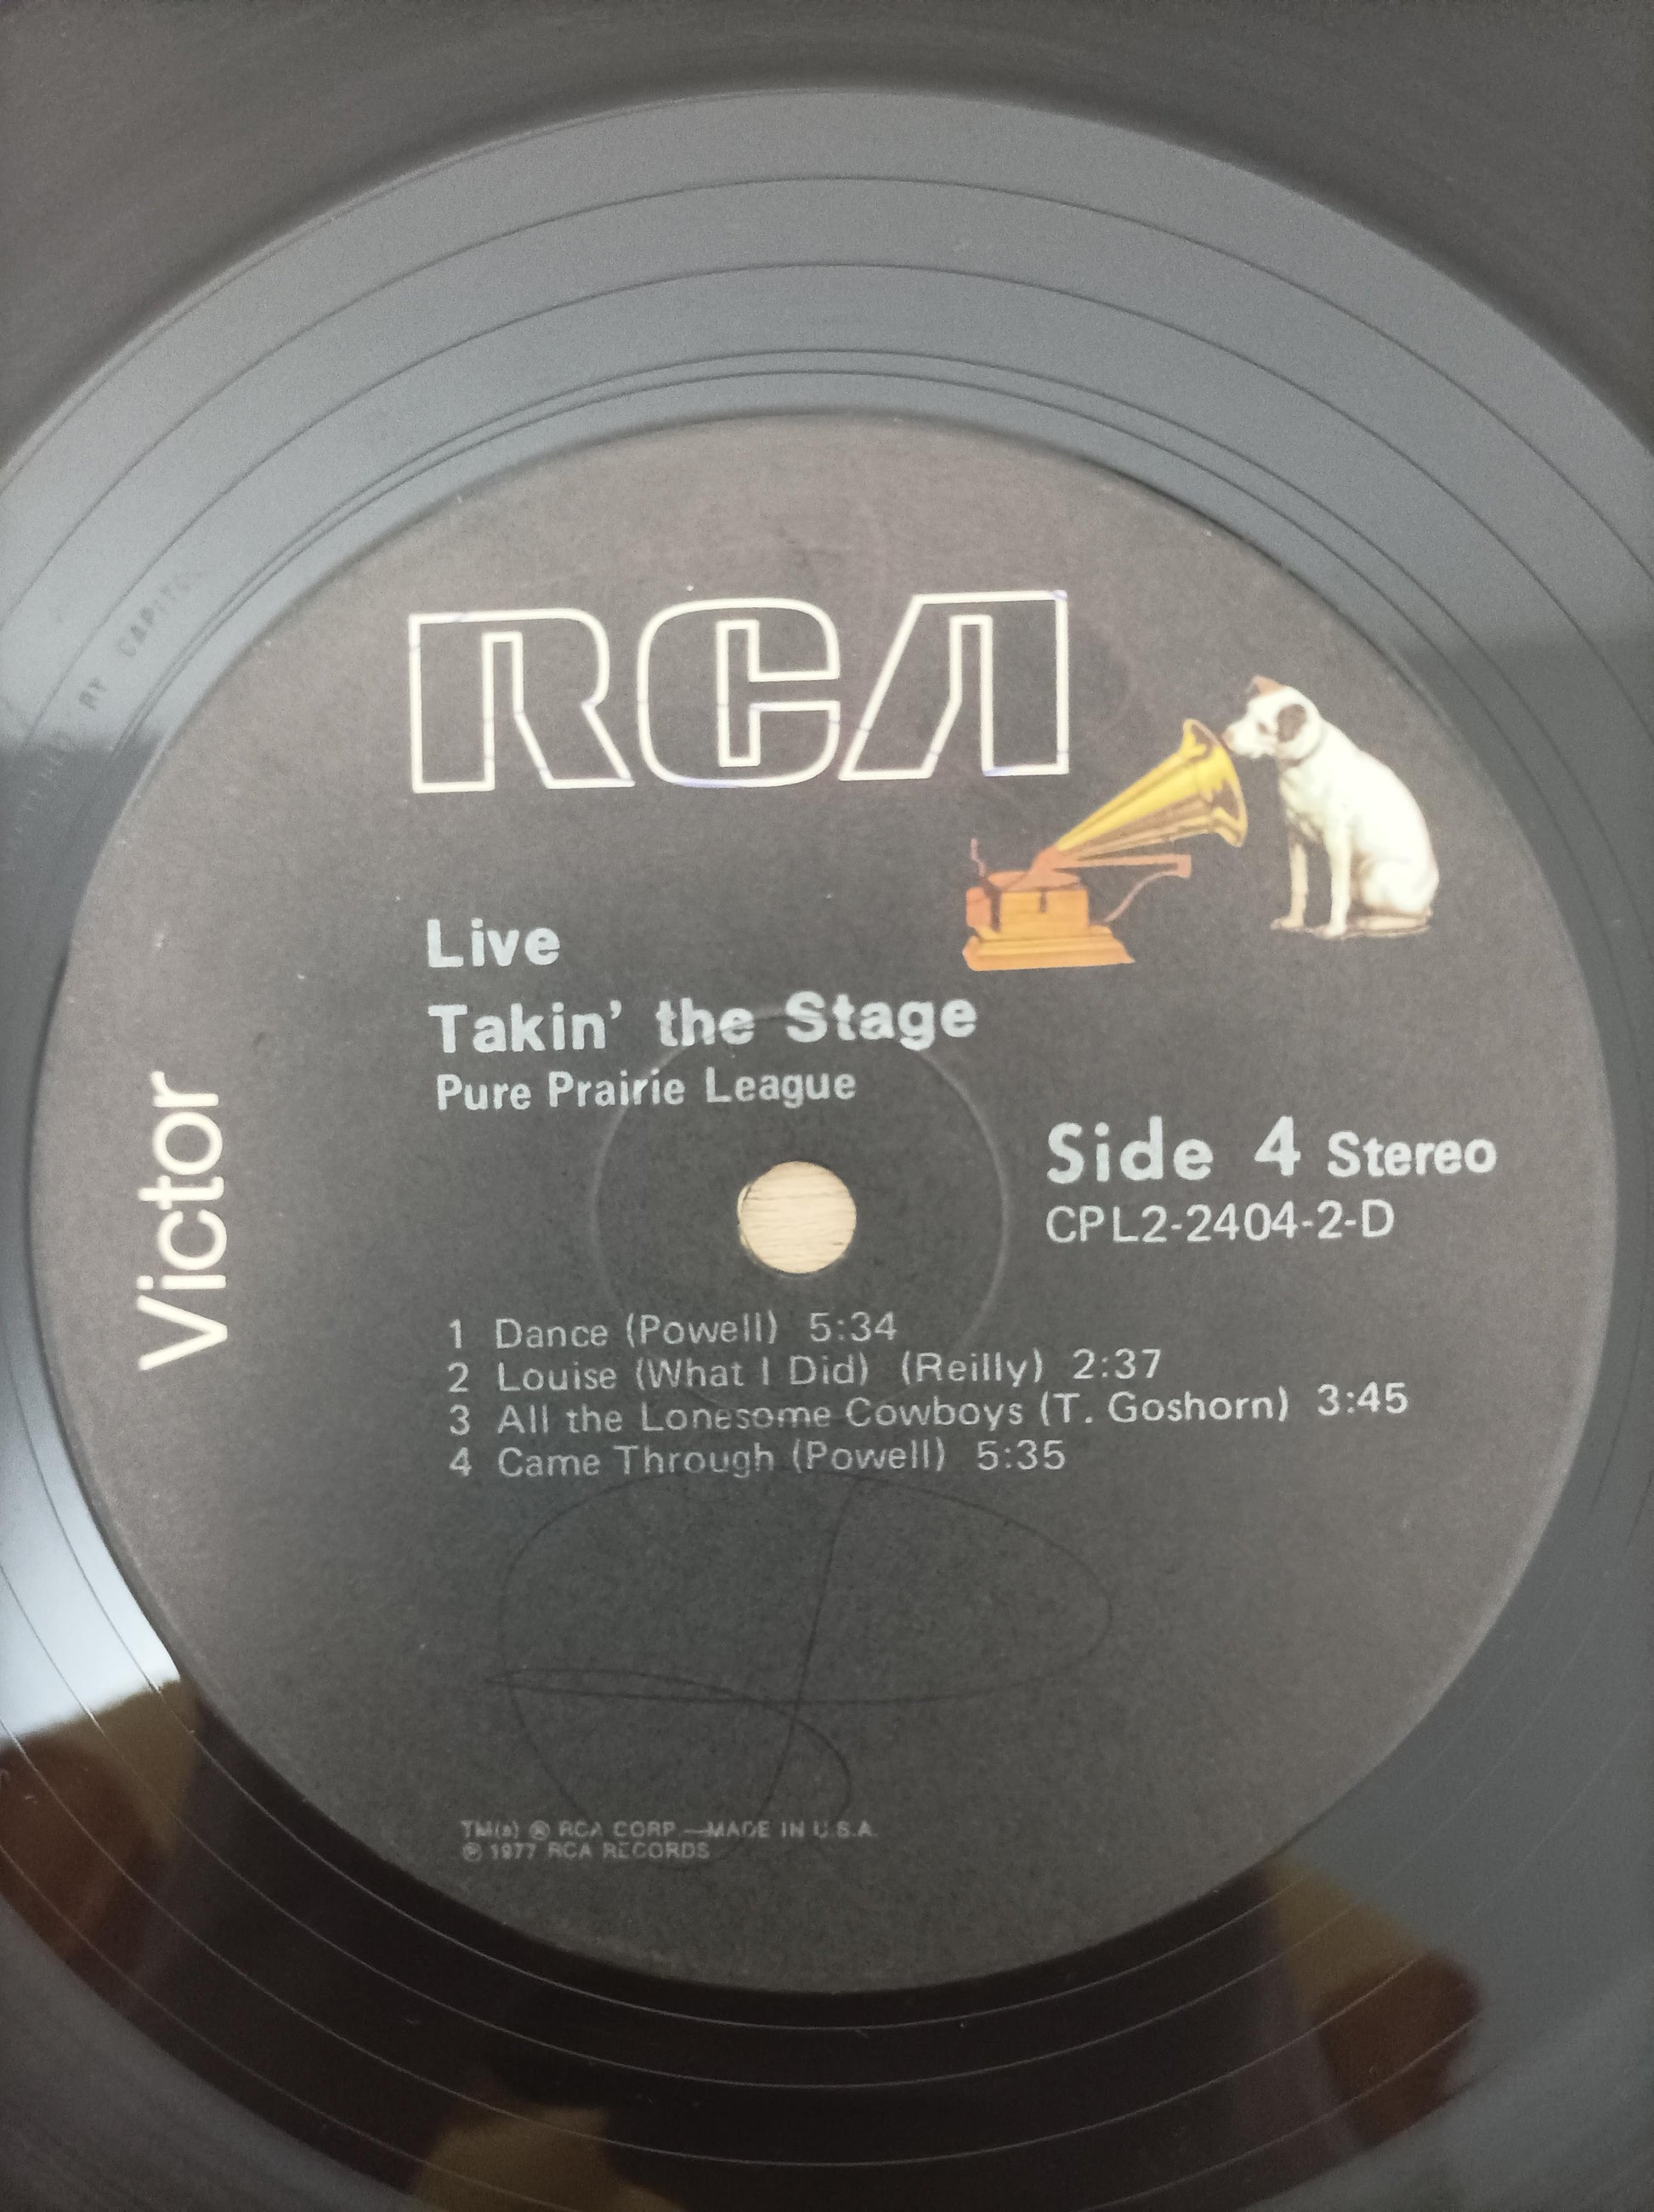 BY CAPITOL
RCA
Victor
Live
Takin' the Stage
Pure Prairie League
Side 4 Stereo
CPL2-2404-2-D
1 Dance (Powell) 5:34
2 Louise (What I Did) (Reilly) 2:37
3 All the Lonesome Cowboys (T. Goshorn) 3:45
4 Came Through (Powell) 5:35
TM(s) ® RCA CORP.—MADE IN U.S.A.
℗ 1977 RCA RECORDS